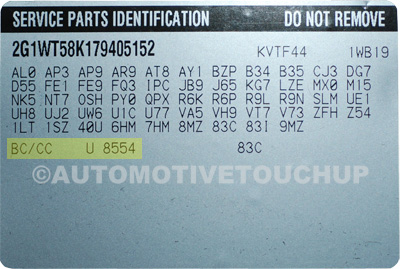 SERVICE PARTS IDENTIFICATION DO NOT REMOVE
2G1WT58K179405152 KVTF44 1WB19
AL0 AP3 AP9 AR9 AT8 AY1 BZP B34 B35 CJ3 DG7
D55 FE1 FE9 FQ3 IPC JB9 J65 KG7 LZE MX0 M15
NK5 NT7 OSH PY0 QPX R6K R6P R9L R9N SLM UE1
UH8 UJ2 UW6 U1C U77 VA5 VH9 V73 VXZ ZFH Z54
1LT 1SZ 40U 6HM 7HM 8MZ 83C 83I 9MZ
BC/CC U 8554 83C
©AUTOMOTIVETOUCHUP